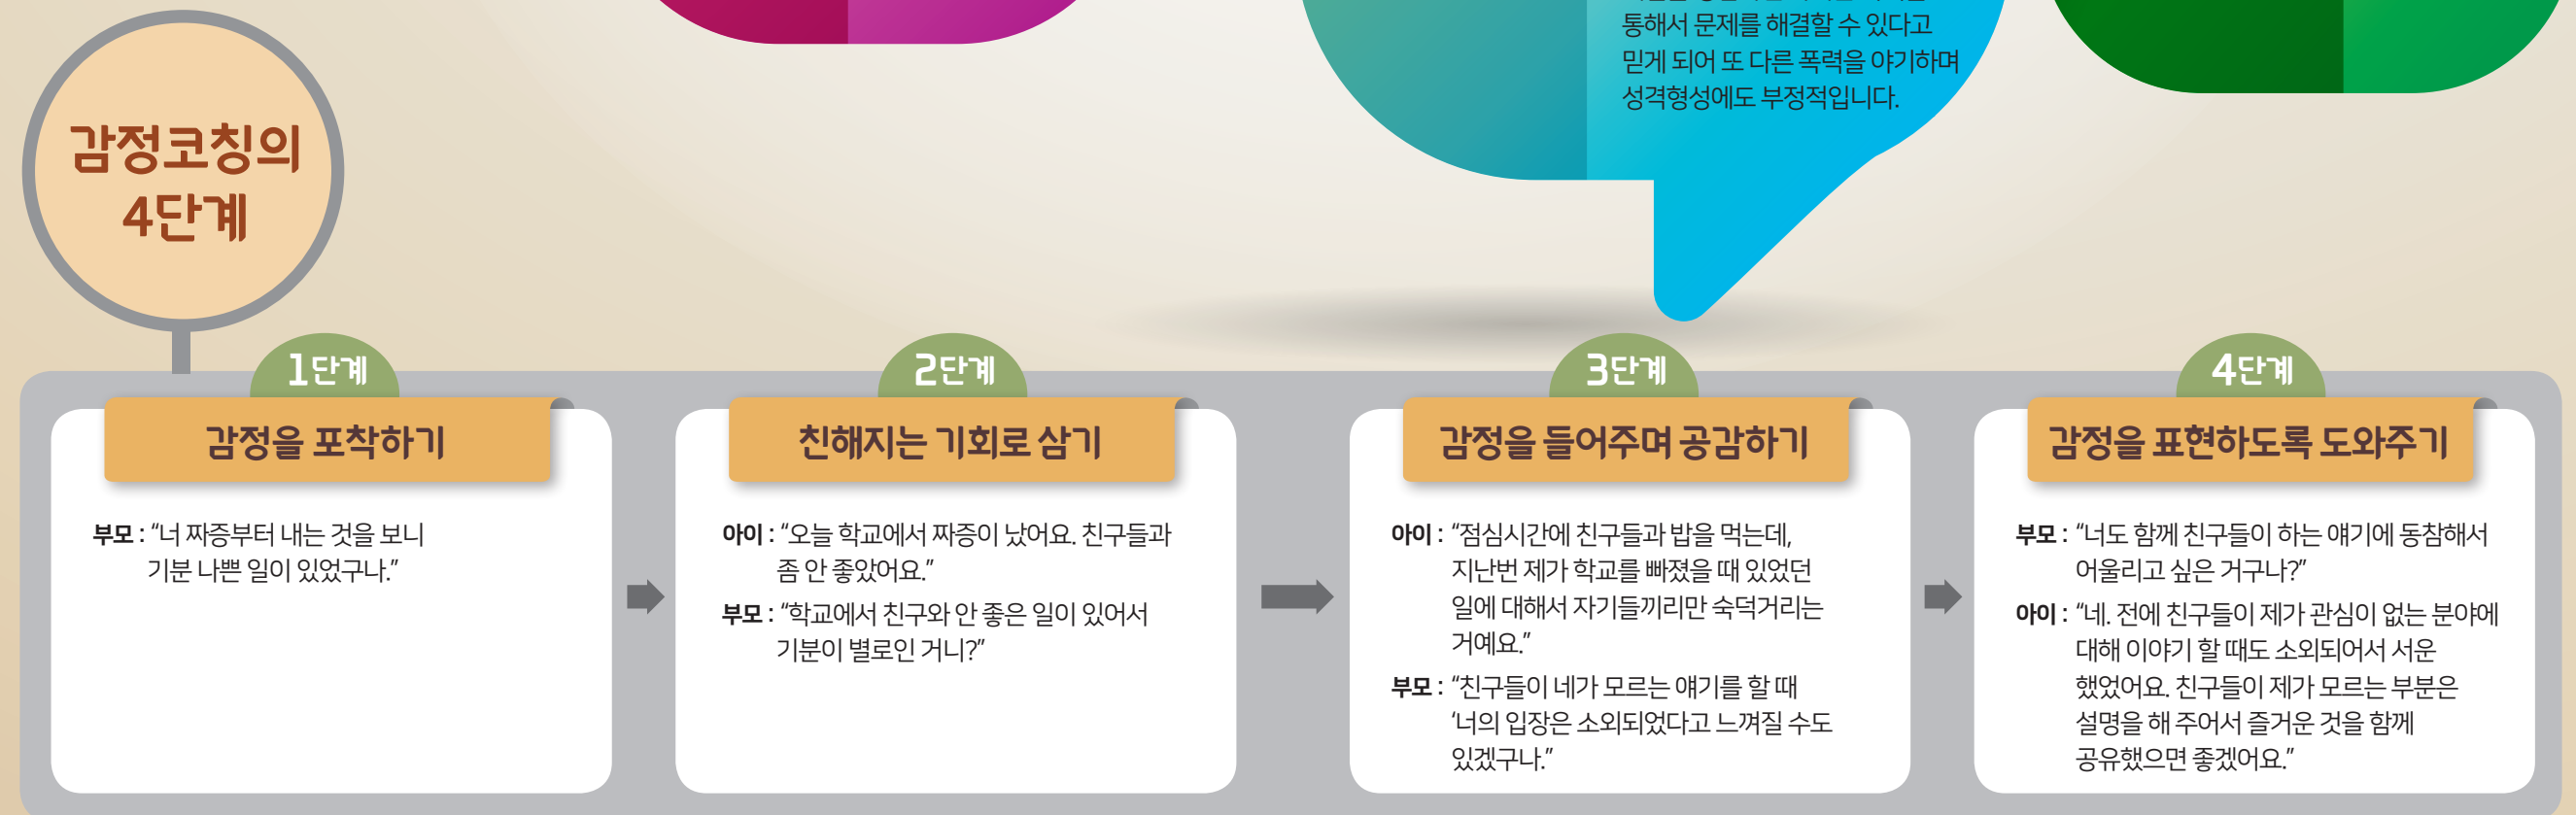 통해서 문제를 해결할 수 있다고
믿게 되어 또 다른 폭력을 야기하며
성격형성에도 부정적입니다.
감정코칭의
4단계
1단계
감정을 포착하기
부모 : “너 짜증부터 내는 것을 보니
기분 나쁜 일이 있었구나.”
2단계
친해지는 기회로 삼기
아이 : “오늘 학교에서 짜증이 났어요. 친구들과
좀 안 좋았어요.”
부모 : “학교에서 친구와 안 좋은 일이 있어서
기분이 별로인 거니?”
3단계
감정을 들어주며 공감하기
아이 : “점심시간에 친구들과 밥을 먹는데,
지난번 제가 학교를 빠졌을 때 있었던
일에 대해서 자기들끼리만 숙덕거리는
거예요.”
부모 : “친구들이 네가 모르는 얘기를 할 때
‘너의 입장은 소외되었다고 느껴질 수도
있겠구나.”
4단계
감정을 표현하도록 도와주기
부모 : “너도 함께 친구들이 하는 얘기에 동참해서
어울리고 싶은 거구나?”
아이 : “네. 전에 친구들이 제가 관심이 없는 분야에
대해 이야기 할 때도 소외되어서 서운
했었어요. 친구들이 제가 모르는 부분은
설명을 해 주어서 즐거운 것을 함께
공유했으면 좋겠어요.”